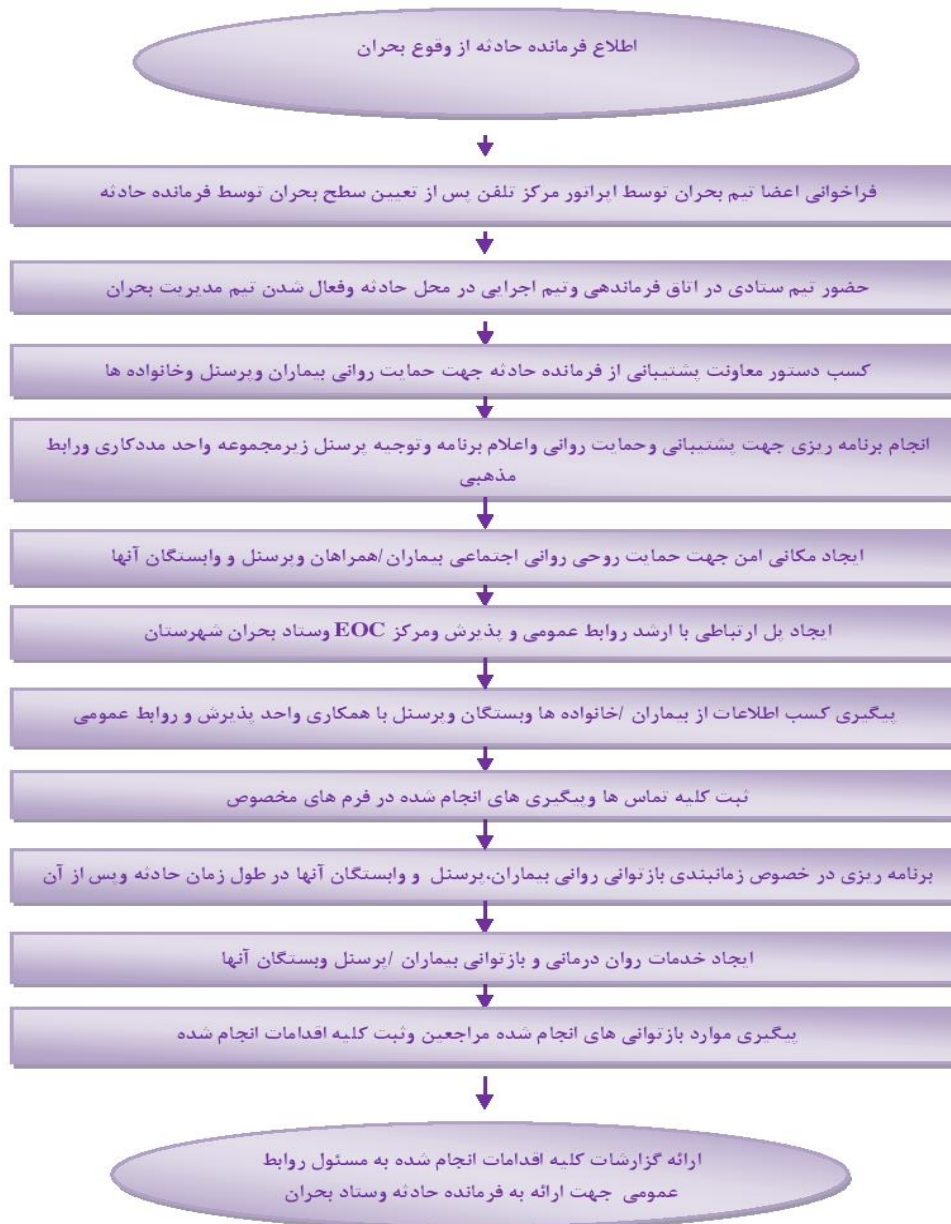 اطلاع فرمانده حادثه از وقوع بحران
فراخوانی اعضا تیم بحران توسط اپراتور مرکز تلفن پس از تعیین سطح بحران توسط فرمانده حادثه
حضور تیم ستادی در اتاق فرماندهی وتیم اجرایی در محل حادثه وفعال شدن تیم مدیریت بحران
کسب دستور معاونت پشتیبانی از فرمانده حادثه جهت حمایت روانی بیماران وپرسنل وخانواده ها
انجام برنامه ریزی جهت پشتیبانی وحمایت روانی واعلام برنامه وتوجیه پرسنل زیرمجموعه واحد مددکاری ورابط
مذهبی
ایجاد مکانی امن جهت حمایت روحی روانی اجتماعی بیماران /همراهان وپرسنل و وابستگان آنها
ایجاد پل ارتباطی با ارشد روابط عمومی و پذیرش ومرکز EOC وستاد بحران شهرستان
پیگیری کسب اطلاعات از بیماران /خانواده ها وبستگان وپرسنل با همکاری واحد پذیرش و روابط عمومی
ثبت کلیه تماس ها وپیگیری های انجام شده در فرم های مخصوص
برنامه ریزی در خصوص زمانبندی بازتوانی روانی بیماران،پرسنل و وابستگان آنها در طول زمان حادثه وپس از آن
ایجاد خدمات روان درمانی و بازتوانی بیماران /پرسنل وبستگان آنها
پیگیری موارد بازتوانی های انجام شده مراجعین وثبت کلیه اقدامات انجام شده
ارائه گزارشات کلیه اقدامات انجام شده به مسئول روابط
عمومی جهت ارائه به فرمانده حادثه وستاد بحران